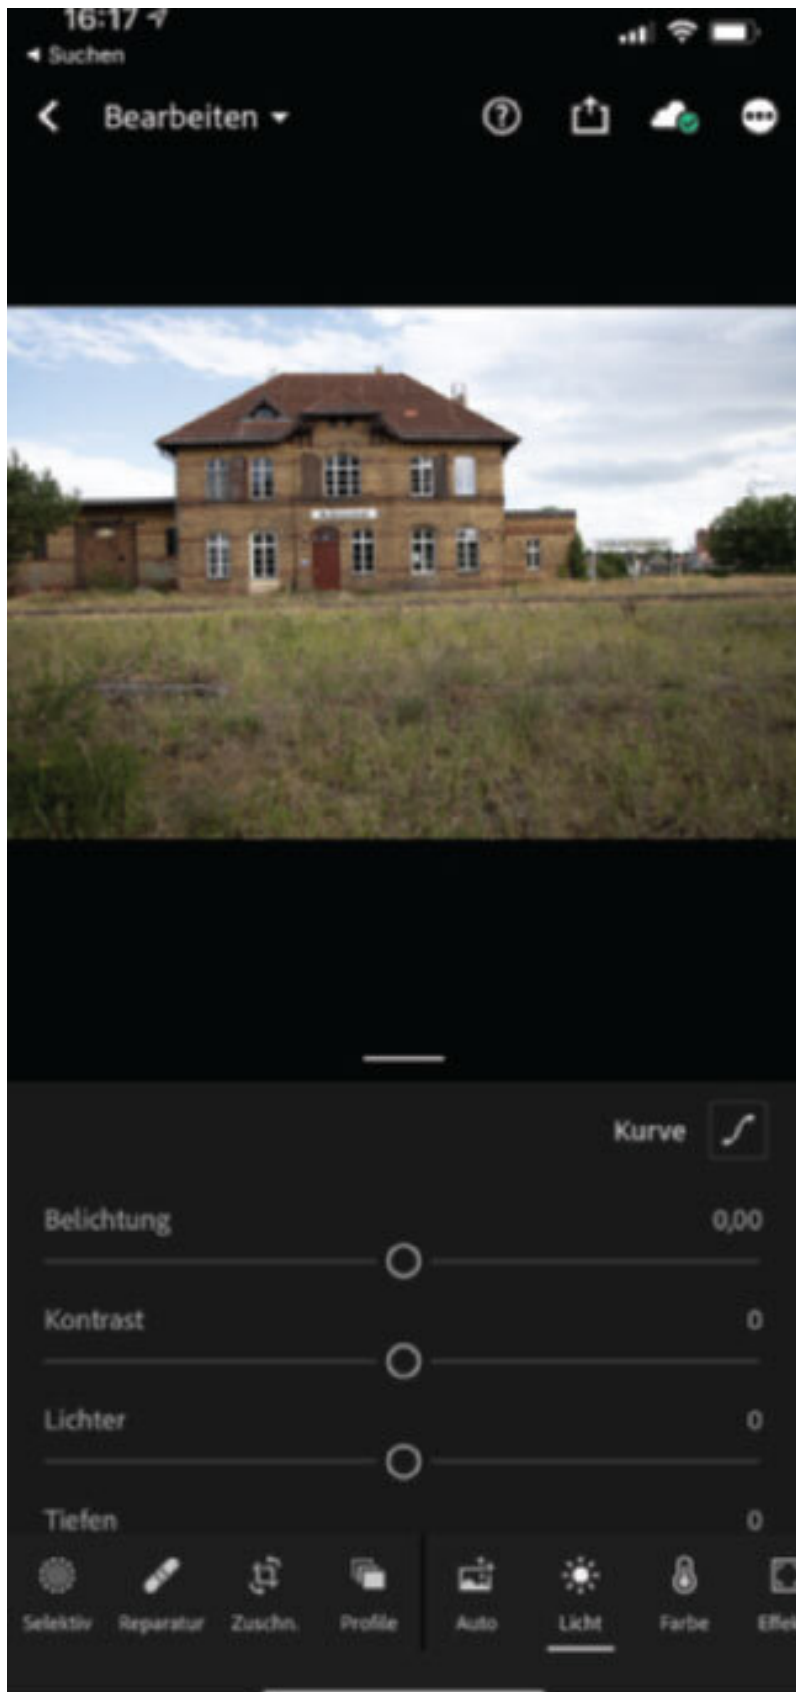 16:17
Suchen
Bearbeiten
Kurve
Belichtung 0,00
Kontrast 0
Lichter 0
Tiefen 0
Selektiv Reparatur Zuschn. Profile Auto Licht Farbe